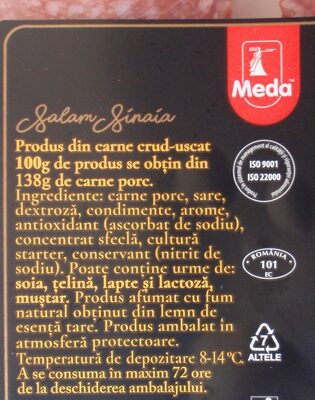 Meda
Salam Sinaia
Produs din carne crud-uscat
100g de produs se obțin din
138g de carne porc.
Ingrediente: carne porc, sare,
dextroză, condimente, arome,
antioxidant (ascorbat de sodiu),
concentrat sfeclă, cultură
starter, conservant (nitrit de
sodiu). Poate conține urme de:
soia, țelină, lapte și lactoză,
muștar. Produs afumat cu fum
natural obținut din lemn de
esență tare. Produs ambalat în
atmosferă protectoare.
Temperatura de depozitare 8-14°C.
A se consuma în maxim 72 ore
de la deschiderea ambalajului.
ISO 9001
ISO 22000
ROMÂNIA
101
EC
7
ALTELE